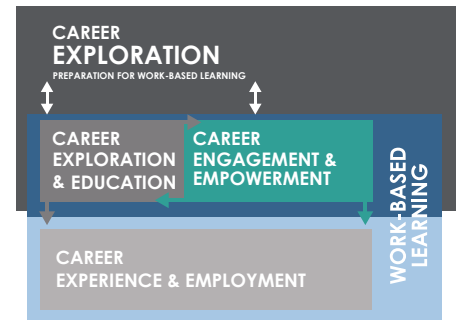 CAREER
EXPLORATION
PREPARATION FOR WORK-BASED LEARNING
CAREER
EXPLORATION
& EDUCATION
CAREER
ENGAGEMENT &
EMPOWERMENT
WORK-BASED
LEARNING
CAREER
EXPERIENCE & EMPLOYMENT